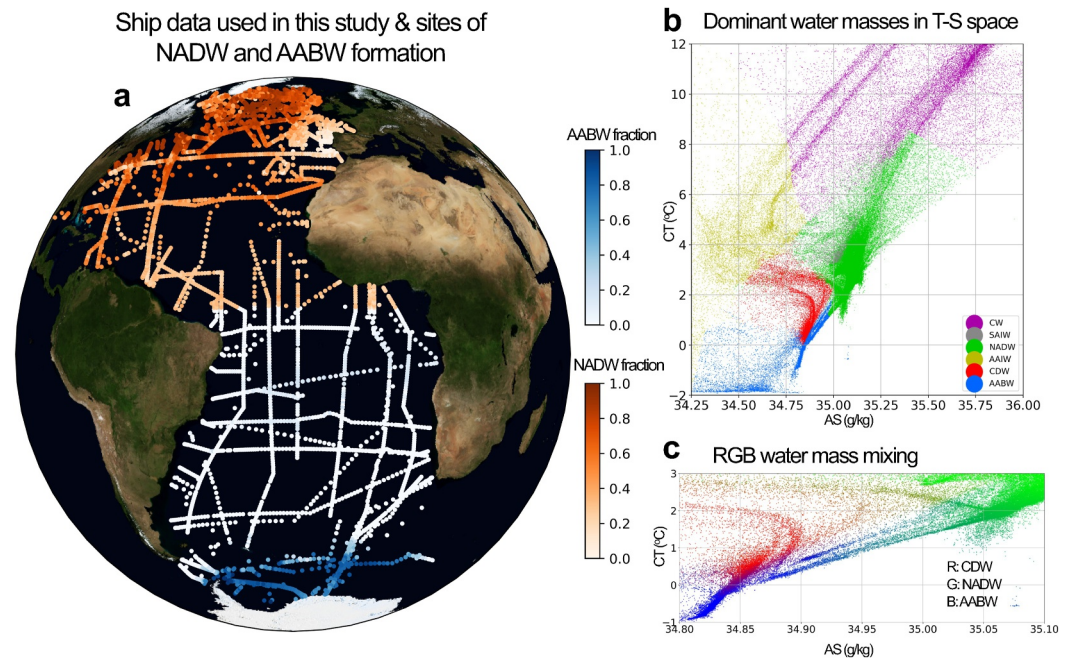 Ship data used in this study & sites of
NADW and AABW formation
a
AABW fraction
1.0
0.8
0.6
0.4
0.2
0.0
NADW fraction
1.0
0.8
0.6
0.4
0.2
0.0
b Dominant water masses in T-S space
12
10
8
6
4
2
0
−2
CT (ºC)
34.25 34.50 34.75 35.00 35.25 35.50 35.75 36.00
AS (g/kg)
CW
SAIW
NADW
AAIW
CDW
AABW
c RGB water mass mixing
3
2
1
0
−1
CT (ºC)
34.80 34.85 34.90 34.95 35.00 35.05 35.10
AS (g/kg)
R: CDW
G: NADW
B: AABW